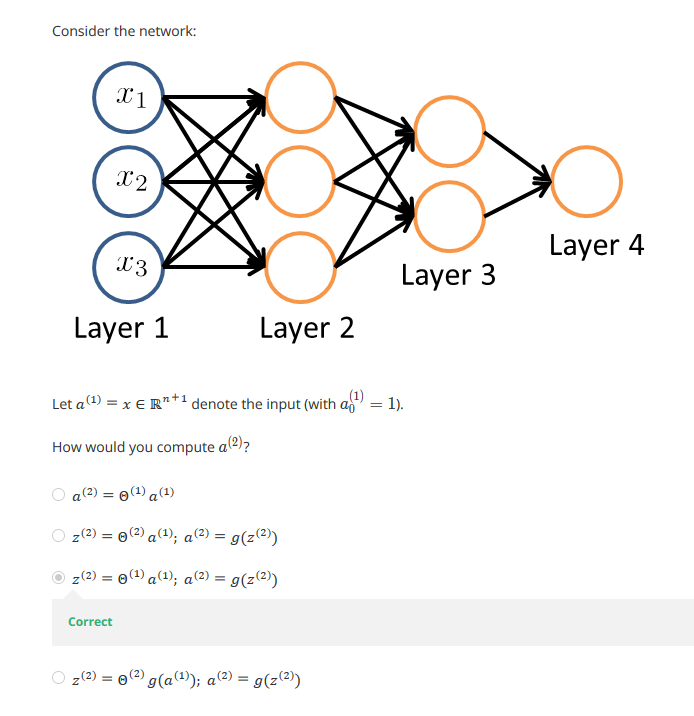 Consider the network:
x₁
x₂
x₃
Layer 4
Layer 3
Layer 1 Layer 2
Let a⁽¹⁾ = x ∈ ℝⁿ⁺¹ denote the input (with a₀⁽¹⁾ = 1).
How would you compute a⁽²⁾?
a⁽²⁾ = Θ⁽¹⁾ a⁽¹⁾
z⁽²⁾ = Θ⁽²⁾ a⁽¹⁾; a⁽²⁾ = g(z⁽²⁾)
z⁽²⁾ = Θ⁽¹⁾ a⁽¹⁾; a⁽²⁾ = g(z⁽²⁾)
Correct
z⁽²⁾ = Θ⁽²⁾ g(a⁽¹⁾); a⁽²⁾ = g(z⁽²⁾)